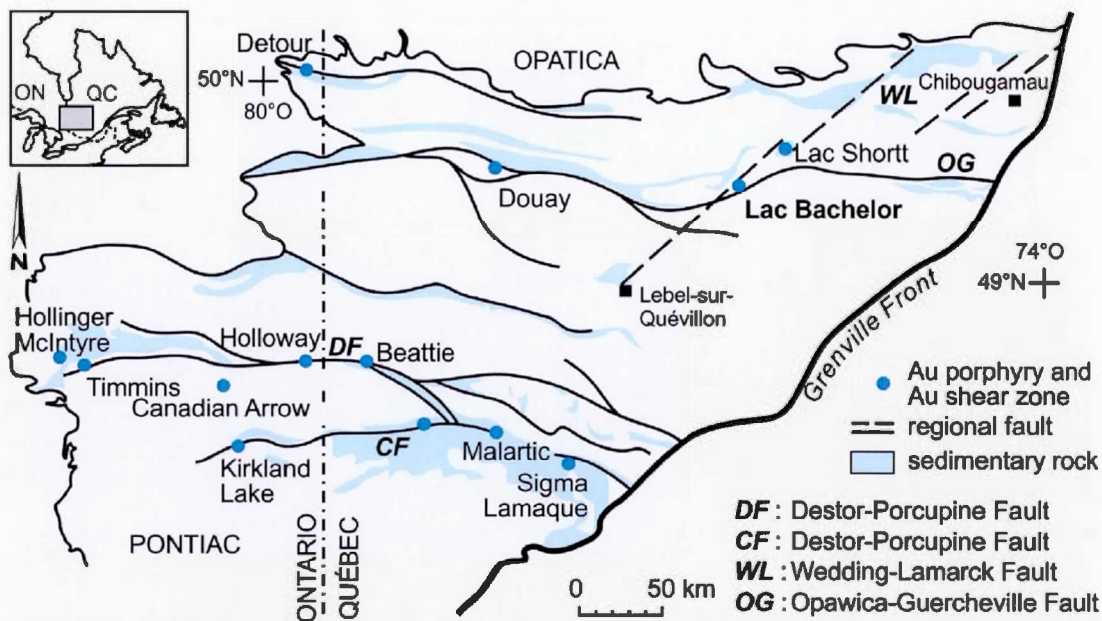 ON
QC
Detour
50°N
80°O
OPATICA
WL
Chibougamau
Lac Shortt
OG
Douay
Lac Bachelor
N
74°O
49°N
Lebel-sur-
Quévillon
Grenville Front
Hollinger
McIntyre
Holloway
DF
Beattie
Timmins
Canadian Arrow
CF
Malartic
Kirkland
Lake
Sigma
Lamaque
PONTIAC
ONTARIO
QUÉBEC
0 50 km
Au porphyry and
Au shear zone
regional fault
sedimentary rock
DF : Destor-Porcupine Fault
CF : Destor-Porcupine Fault
WL : Wedding-Lamarck Fault
OG : Opawica-Guercheville Fault